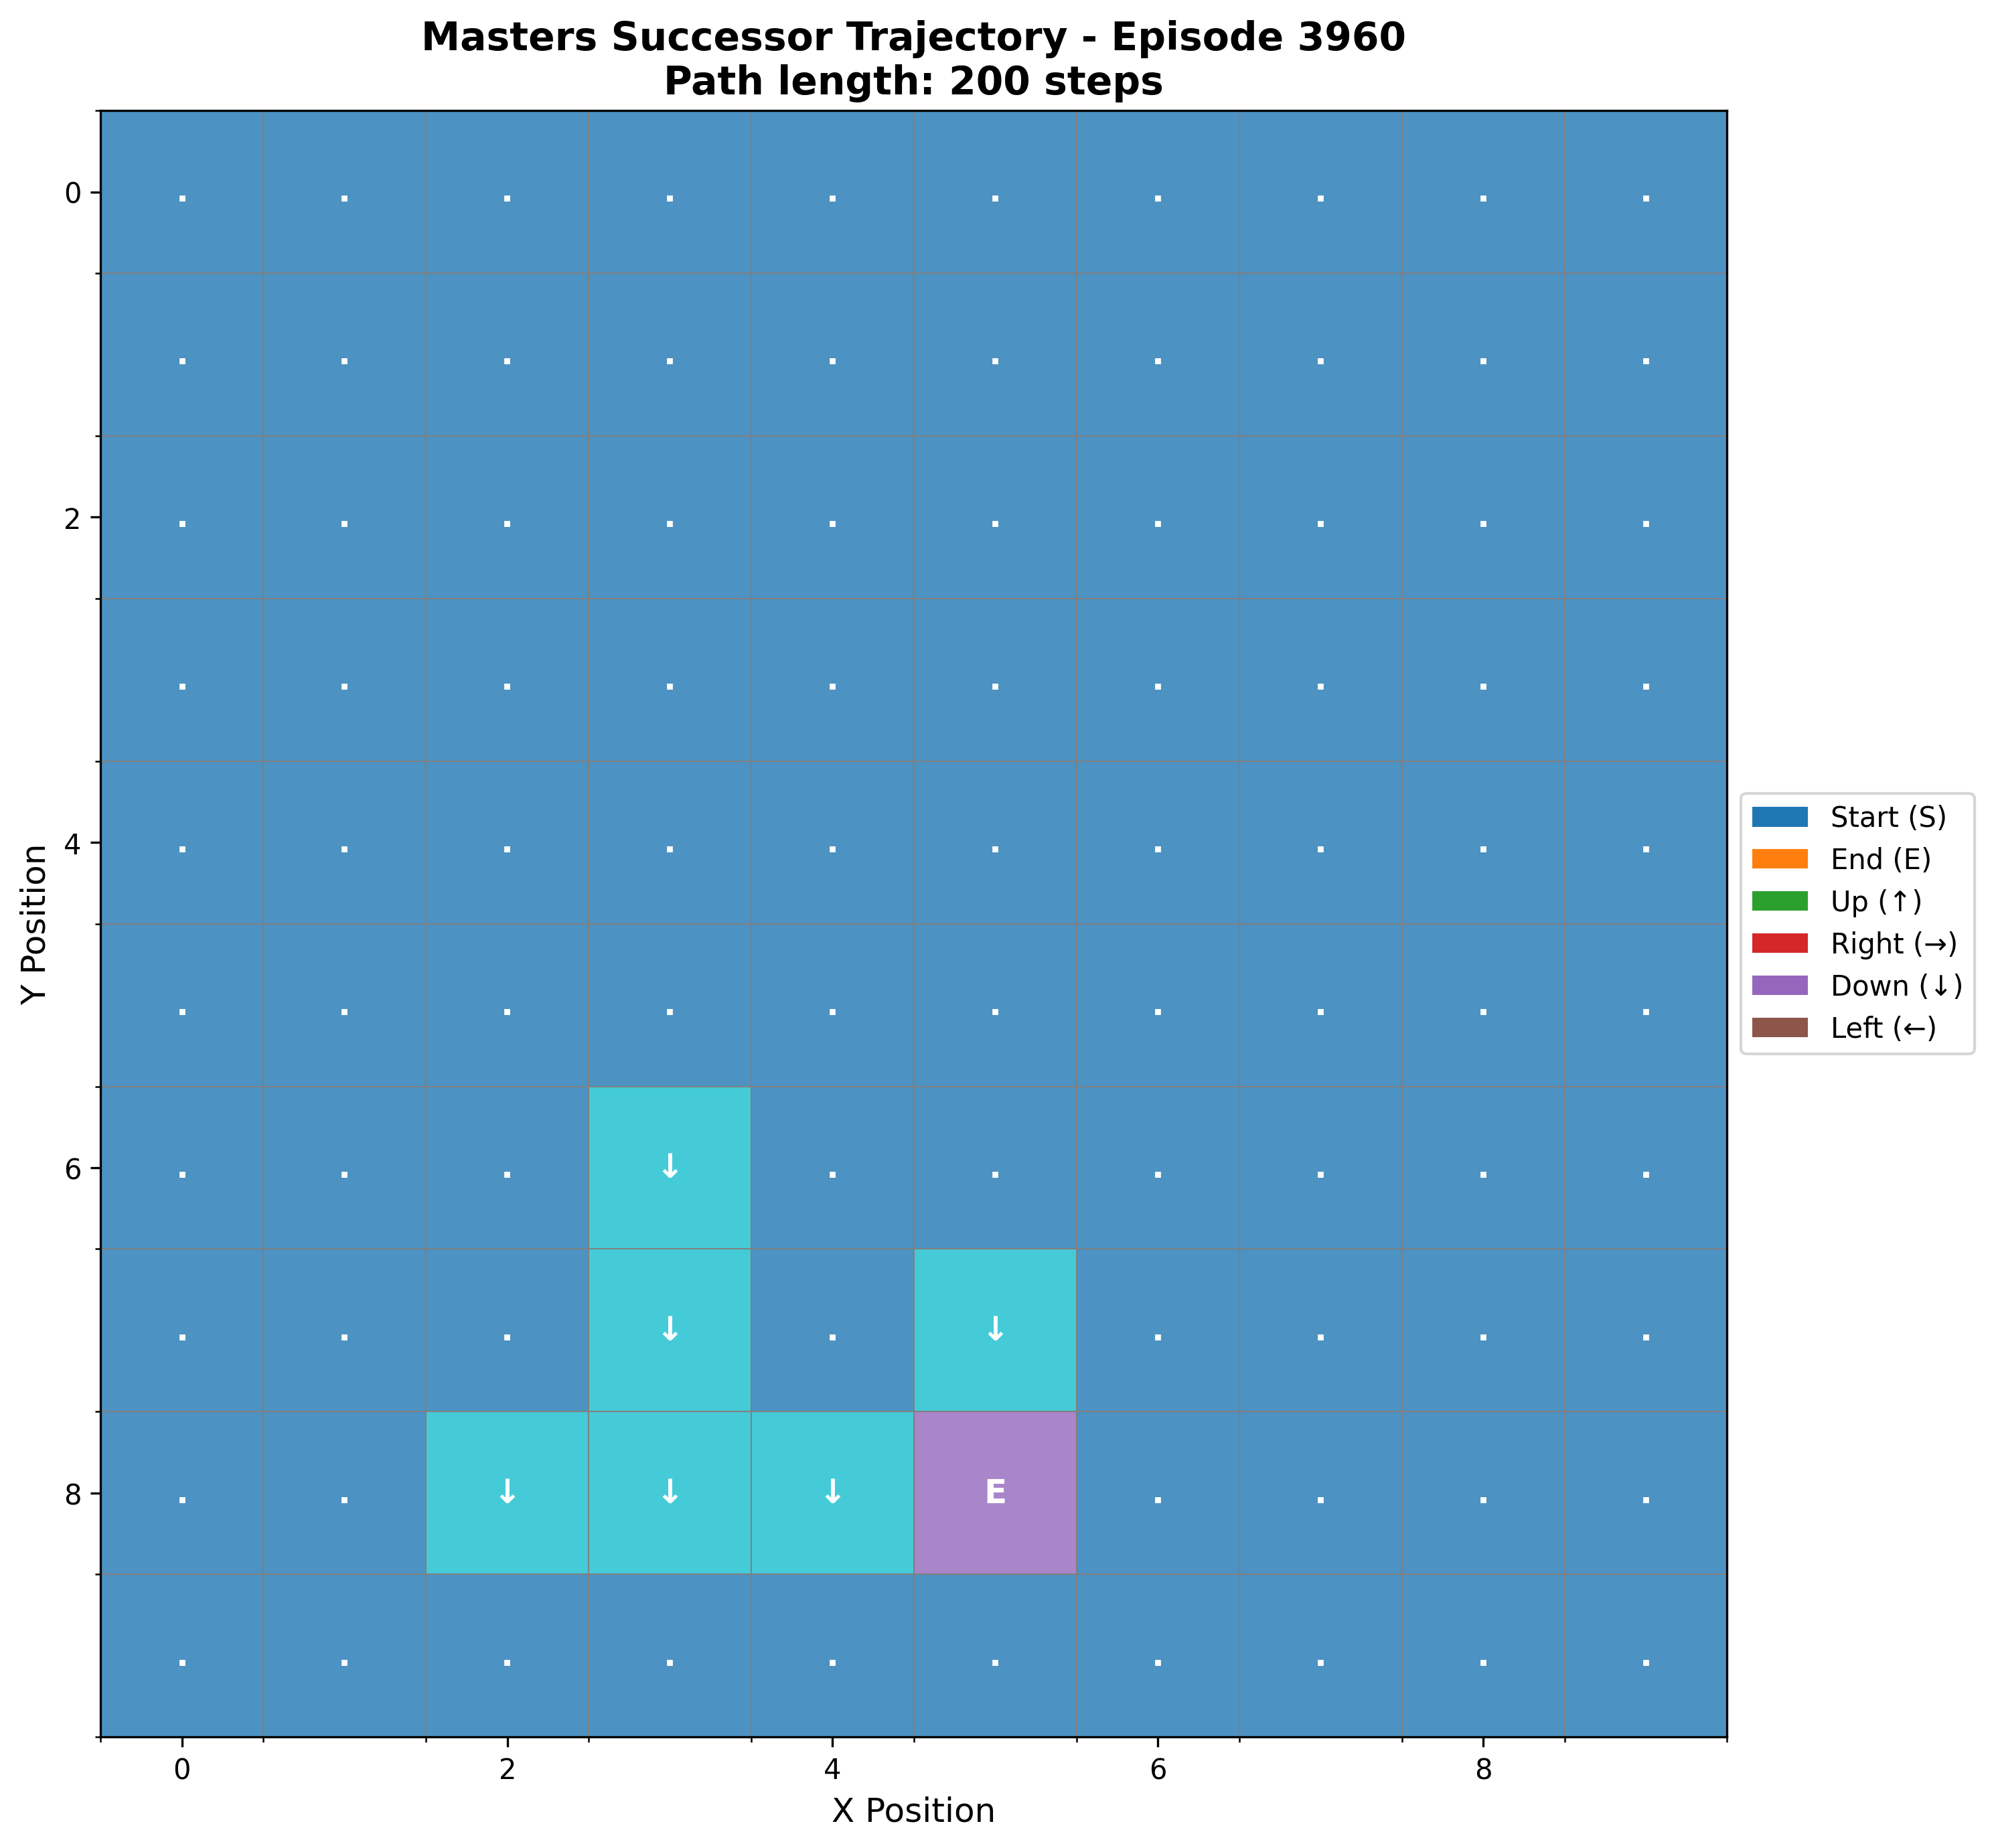 Masters Successor Trajectory - Episode 3960
Path length: 200 steps
0
2
4
6
8
Y Position
. . . . . . . . . .
. . . . . . . . . .
. . . . . . . . . .
. . . . . . . . . .
. . . . . . . . . .
. . . . . . . . . .
. . . ↓ . . . . . .
. . . ↓ . ↓ . . . .
. . ↓ ↓ ↓ E . . . .
. . . . . . . . . .
0 2 4 6 8
X Position
Start (S)
End (E)
Up (↑)
Right (→)
Down (↓)
Left (←)